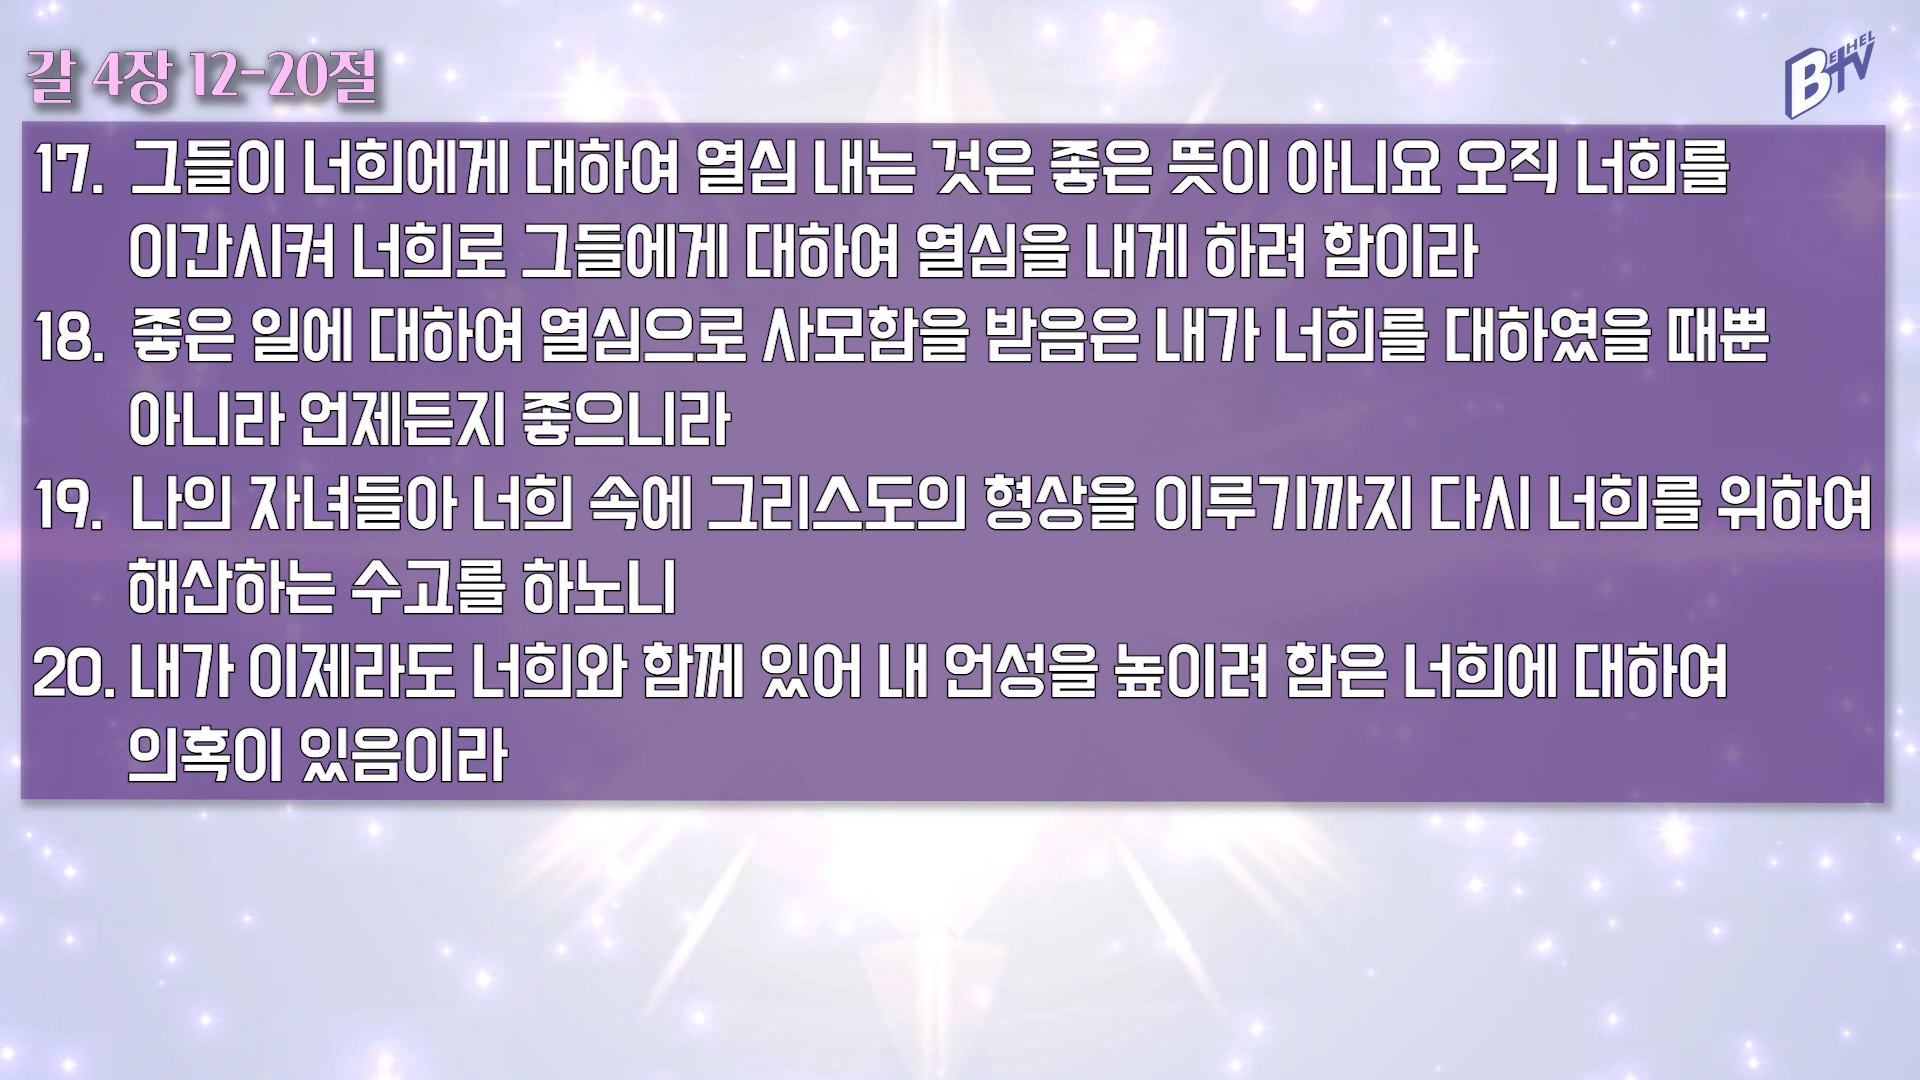 갈 4장 12-20절
BETHEL TV
17. 그들이 너희에게 대하여 열심 내는 것은 좋은 뜻이 아니요 오직 너희를
이간시켜 너희로 그들에게 대하여 열심을 내게 하려 함이라
18. 좋은 일에 대하여 열심으로 사모함을 받음은 내가 너희를 대하였을 때뿐
아니라 언제든지 좋으니라
19. 나의 자녀들아 너희 속에 그리스도의 형상을 이루기까지 다시 너희를 위하여
해산하는 수고를 하노니
20. 내가 이제라도 너희와 함께 있어 내 언성을 높이려 함은 너희에 대하여
의혹이 있음이라